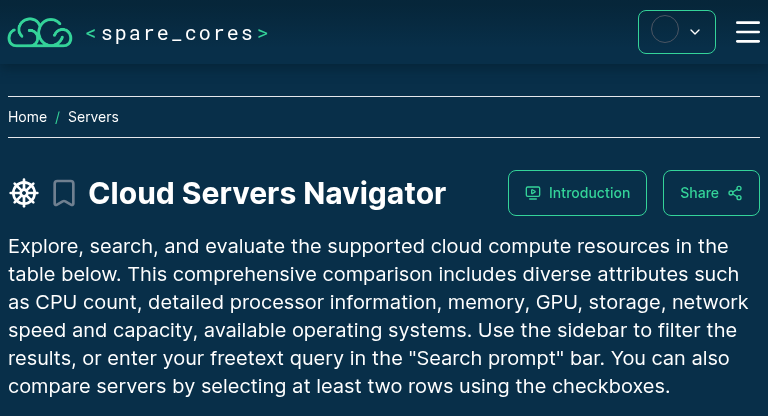 <spare_cores>
Home / Servers
Cloud Servers Navigator
Introduction
Share
Explore, search, and evaluate the supported cloud compute resources in the
table below. This comprehensive comparison includes diverse attributes such
as CPU count, detailed processor information, memory, GPU, storage, network
speed and capacity, available operating systems. Use the sidebar to filter the
results, or enter your freetext query in the "Search prompt" bar. You can also
compare servers by selecting at least two rows using the checkboxes.